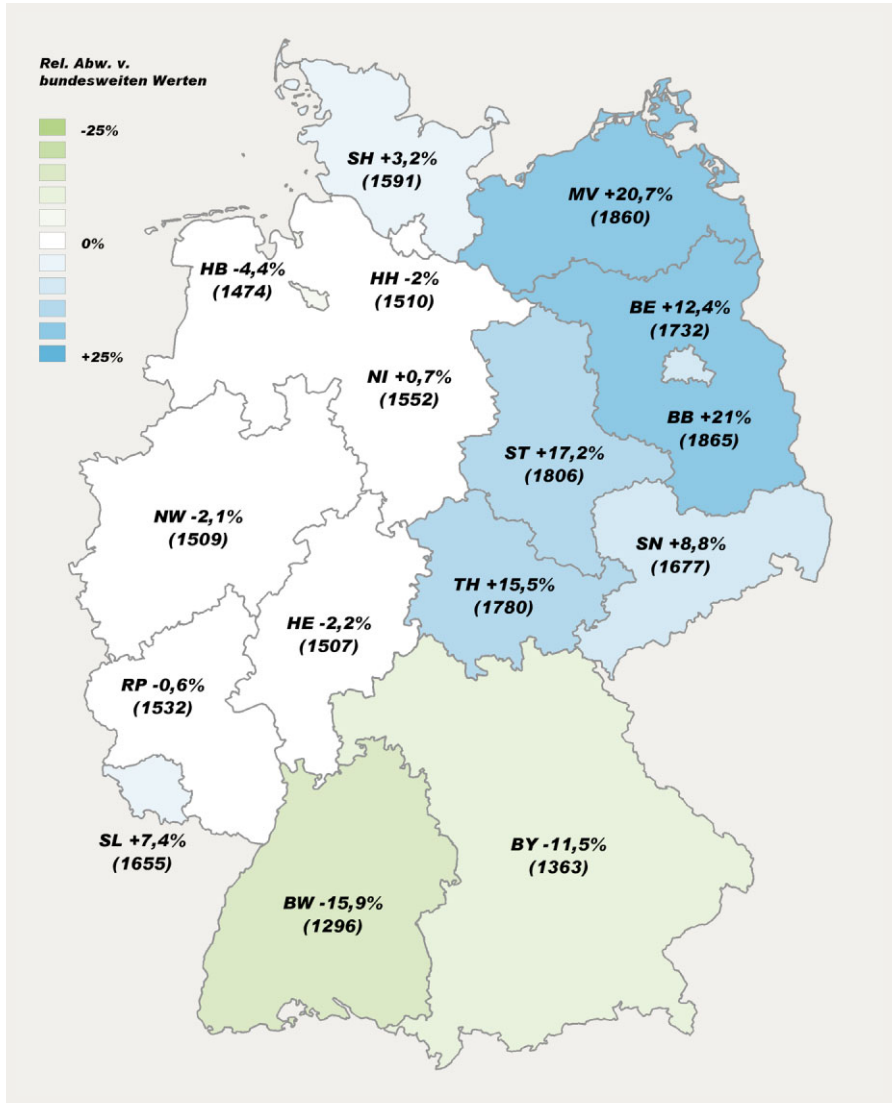 Rel. Abw. v.
bundesweiten Werten
-25%
0%
+25%
SH +3,2%
(1591)
MV +20,7%
(1860)
HB -4,4%
(1474)
HH -2%
(1510)
BE +12,4%
(1732)
NI +0,7%
(1552)
BB +21%
(1865)
ST +17,2%
(1806)
NW -2,1%
(1509)
SN +8,8%
(1677)
TH +15,5%
(1780)
HE -2,2%
(1507)
RP -0,6%
(1532)
SL +7,4%
(1655)
BY -11,5%
(1363)
BW -15,9%
(1296)